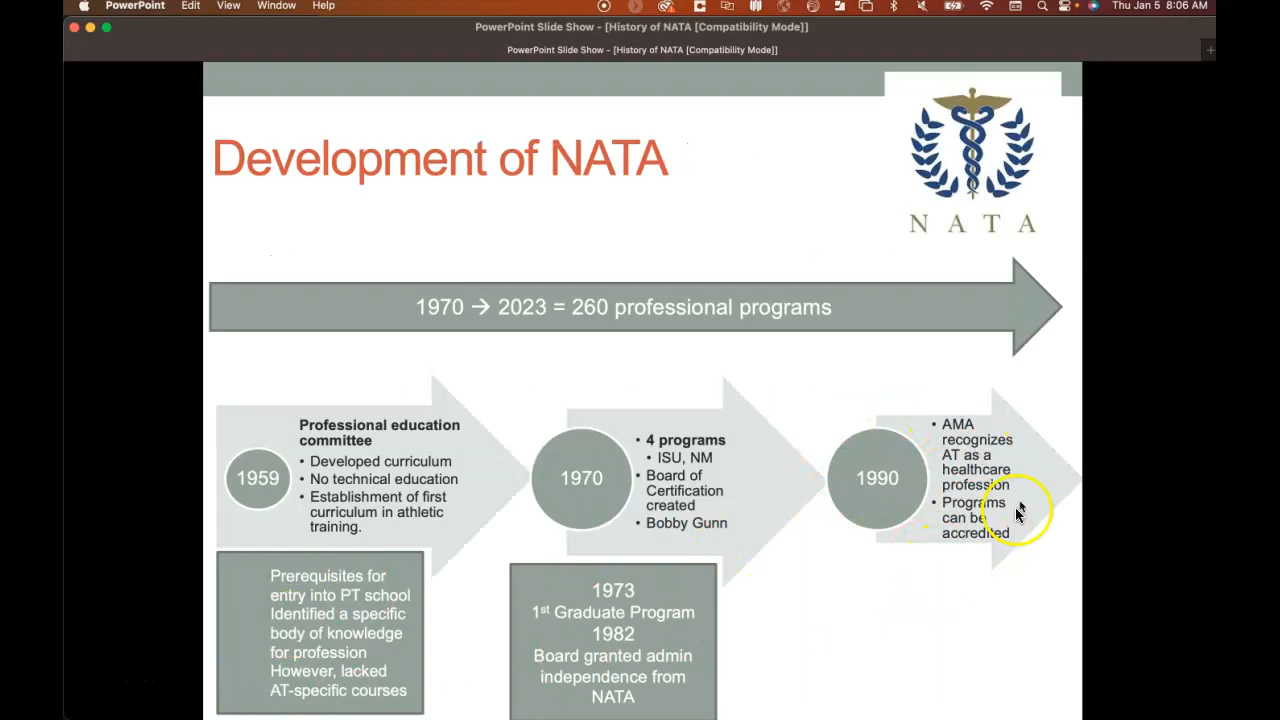 PowerPoint Edit View Window Help Thu Jan 5 8:06 AM
PowerPoint Slide Show - [History of NATA [Compatibility Mode]]
PowerPoint Slide Show - [History of NATA [Compatibility Mode]]
Development of NATA
N A T A
1970 → 2023 = 260 professional programs
1959
Professional education
committee
• Developed curriculum
• No technical education
• Establishment of first
curriculum in athletic
training.
Prerequisites for
entry into PT school
Identified a specific
body of knowledge
for profession
However, lacked
AT-specific courses
1970
• 4 programs
• ISU, NM
• Board of
Certification
created
• Bobby Gunn
1973
1st Graduate Program
1982
Board granted admin
independence from
NATA
1990
• AMA
recognizes
AT as a
healthcare
profession
• Programs
can be
accredited